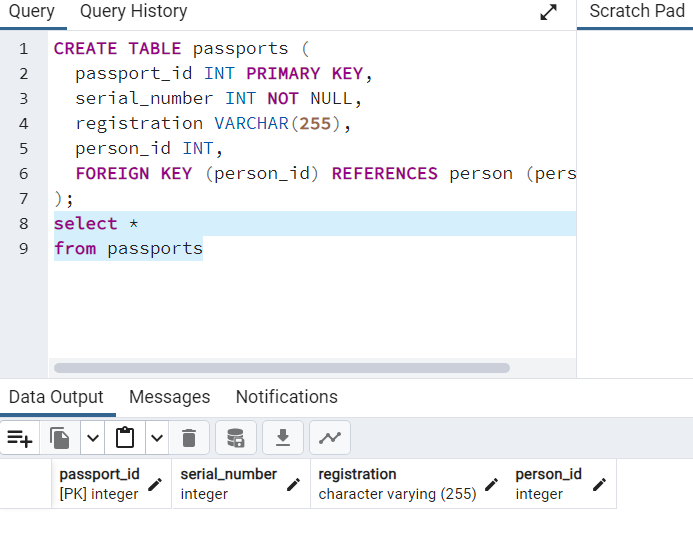 Query Query History Scratch Pad
1 CREATE TABLE passports (
2 passport_id INT PRIMARY KEY,
3 serial_number INT NOT NULL,
4 registration VARCHAR(255),
5 person_id INT,
6 FOREIGN KEY (person_id) REFERENCES person (pers
7 );
8 select *
9 from passports
Data Output Messages Notifications
passport_id serial_number registration person_id
[PK] integer integer character varying (255) integer